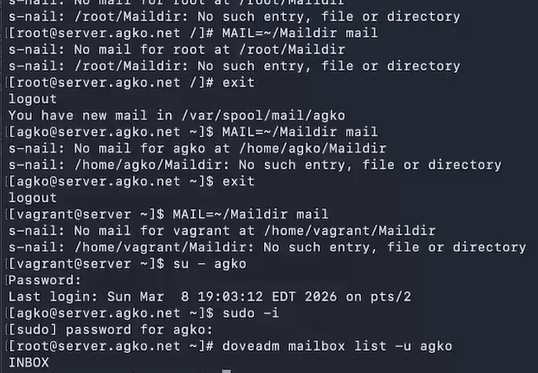 s-nail: No mail for root at /root/Maildir
s-nail: /root/Maildir: No such entry, file or directory
[root@server.agko.net /]# MAIL=~/Maildir mail
s-nail: No mail for root at /root/Maildir
s-nail: /root/Maildir: No such entry, file or directory
[root@server.agko.net /]# exit
logout
You have new mail in /var/spool/mail/agko
[agko@server.agko.net ~]$ MAIL=~/Maildir mail
s-nail: No mail for agko at /home/agko/Maildir
s-nail: /home/agko/Maildir: No such entry, file or directory
[agko@server.agko.net ~]$ exit
logout
[vagrant@server ~]$ MAIL=~/Maildir mail
s-nail: No mail for vagrant at /home/vagrant/Maildir
s-nail: /home/vagrant/Maildir: No such entry, file or directory
[vagrant@server ~]$ su - agko
Password:
Last login: Sun Mar  8 19:03:12 EDT 2026 on pts/2
[agko@server.agko.net ~]$ sudo -i
[sudo] password for agko:
[root@server.agko.net ~]# doveadm mailbox list -u agko
INBOX